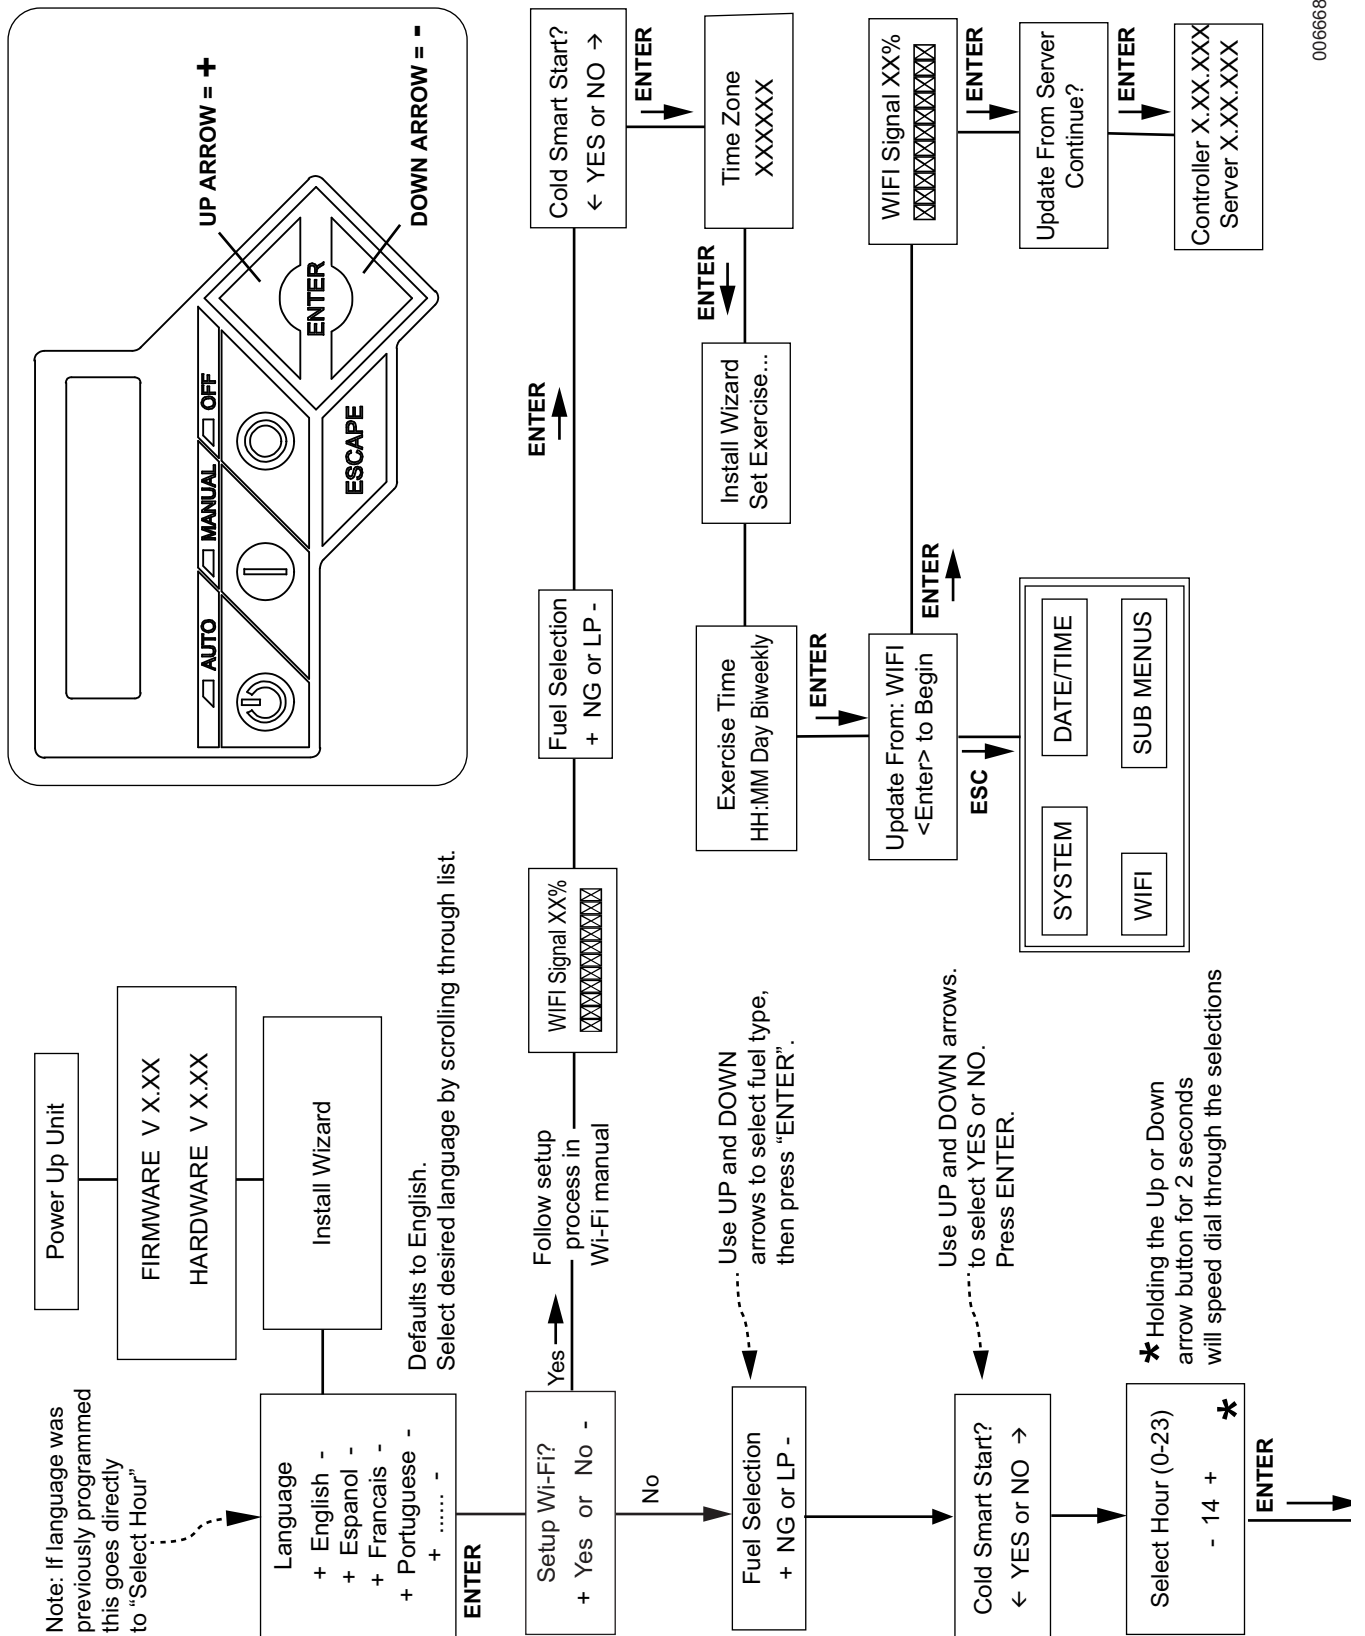 Power Up Unit
FIRMWARE V X.XX
HARDWARE V X.XX
Install Wizard
Note: If language was
previously programmed
this goes directly
to “Select Hour”
Language
+ English -
+ Espanol -
+ Francais -
+ Portuguese -
+ ...... -
Defaults to English.
Select desired language by scrolling through list.
ENTER
Setup Wi-Fi?
+ Yes or No -
Yes
Follow setup
process in
Wi-Fi manual
WIFI Signal XX%
Fuel Selection
+ NG or LP -
ENTER
Cold Smart Start?
← YES or NO →
ENTER
Time Zone
XXXXXX
ENTER
Install Wizard
Set Exercise...
Exercise Time
HH:MM Day Biweekly
ENTER
Update From: WIFI
<Enter> to Begin
ENTER
WIFI Signal XX%
ENTER
Update From Server
Continue?
ENTER
Controller X.XX.XXX
Server X.XX.XXX
ESC
SYSTEM
DATE/TIME
WIFI
SUB MENUS
No
Fuel Selection
+ NG or LP -
Use UP and DOWN
arrows to select fuel type,
then press “ENTER”.
Cold Smart Start?
← YES or NO →
Use UP and DOWN arrows.
to select YES or NO.
Press ENTER.
Select Hour (0-23)
- 14 +
*
* Holding the Up or Down
arrow button for 2 seconds
will speed dial through the selections
ENTER
AUTO
MANUAL
OFF
ESCAPE
ENTER
UP ARROW = +
DOWN ARROW = -
006668